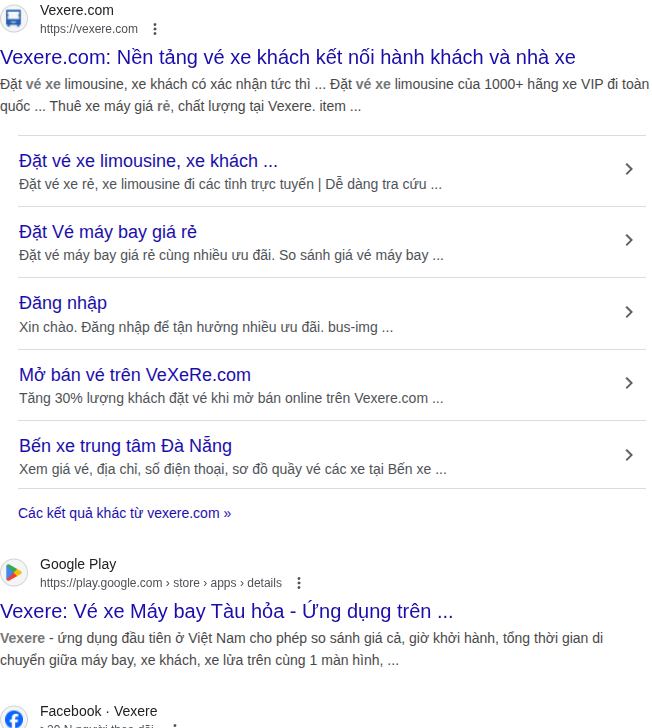 Vexere.com
https://vexere.com
Vexere.com: Nền tảng vé xe khách kết nối hành khách và nhà xe
Đặt vé xe limousine, xe khách có xác nhận tức thì ... Đặt vé xe limousine của 1000+ hãng xe VIP đi toàn
quốc ... Thuê xe máy giá rẻ, chất lượng tại Vexere. item ...
Đặt vé xe limousine, xe khách ...
Đặt vé xe rẻ, xe limousine đi các tỉnh trực tuyến | Dễ dàng tra cứu ...
Đặt Vé máy bay giá rẻ
Đặt vé máy bay giá rẻ cùng nhiều ưu đãi. So sánh giá vé máy bay ...
Đăng nhập
Xin chào. Đăng nhập để tận hưởng nhiều ưu đãi. bus-img ...
Mở bán vé trên VeXeRe.com
Tăng 30% lượng khách đặt vé khi mở bán online trên Vexere.com ...
Bến xe trung tâm Đà Nẵng
Xem giá vé, địa chỉ, số điện thoại, sơ đồ quầy vé các xe tại Bến xe ...
Các kết quả khác từ vexere.com »
Google Play
https://play.google.com › store › apps › details
Vexere: Vé xe Máy bay Tàu hỏa - Ứng dụng trên ...
Vexere - ứng dụng đầu tiên ở Việt Nam cho phép so sánh giá cả, giờ khởi hành, tổng thời gian di
chuyển giữa máy bay, xe khách, xe lửa trên cùng 1 màn hình, ...
Facebook · Vexere